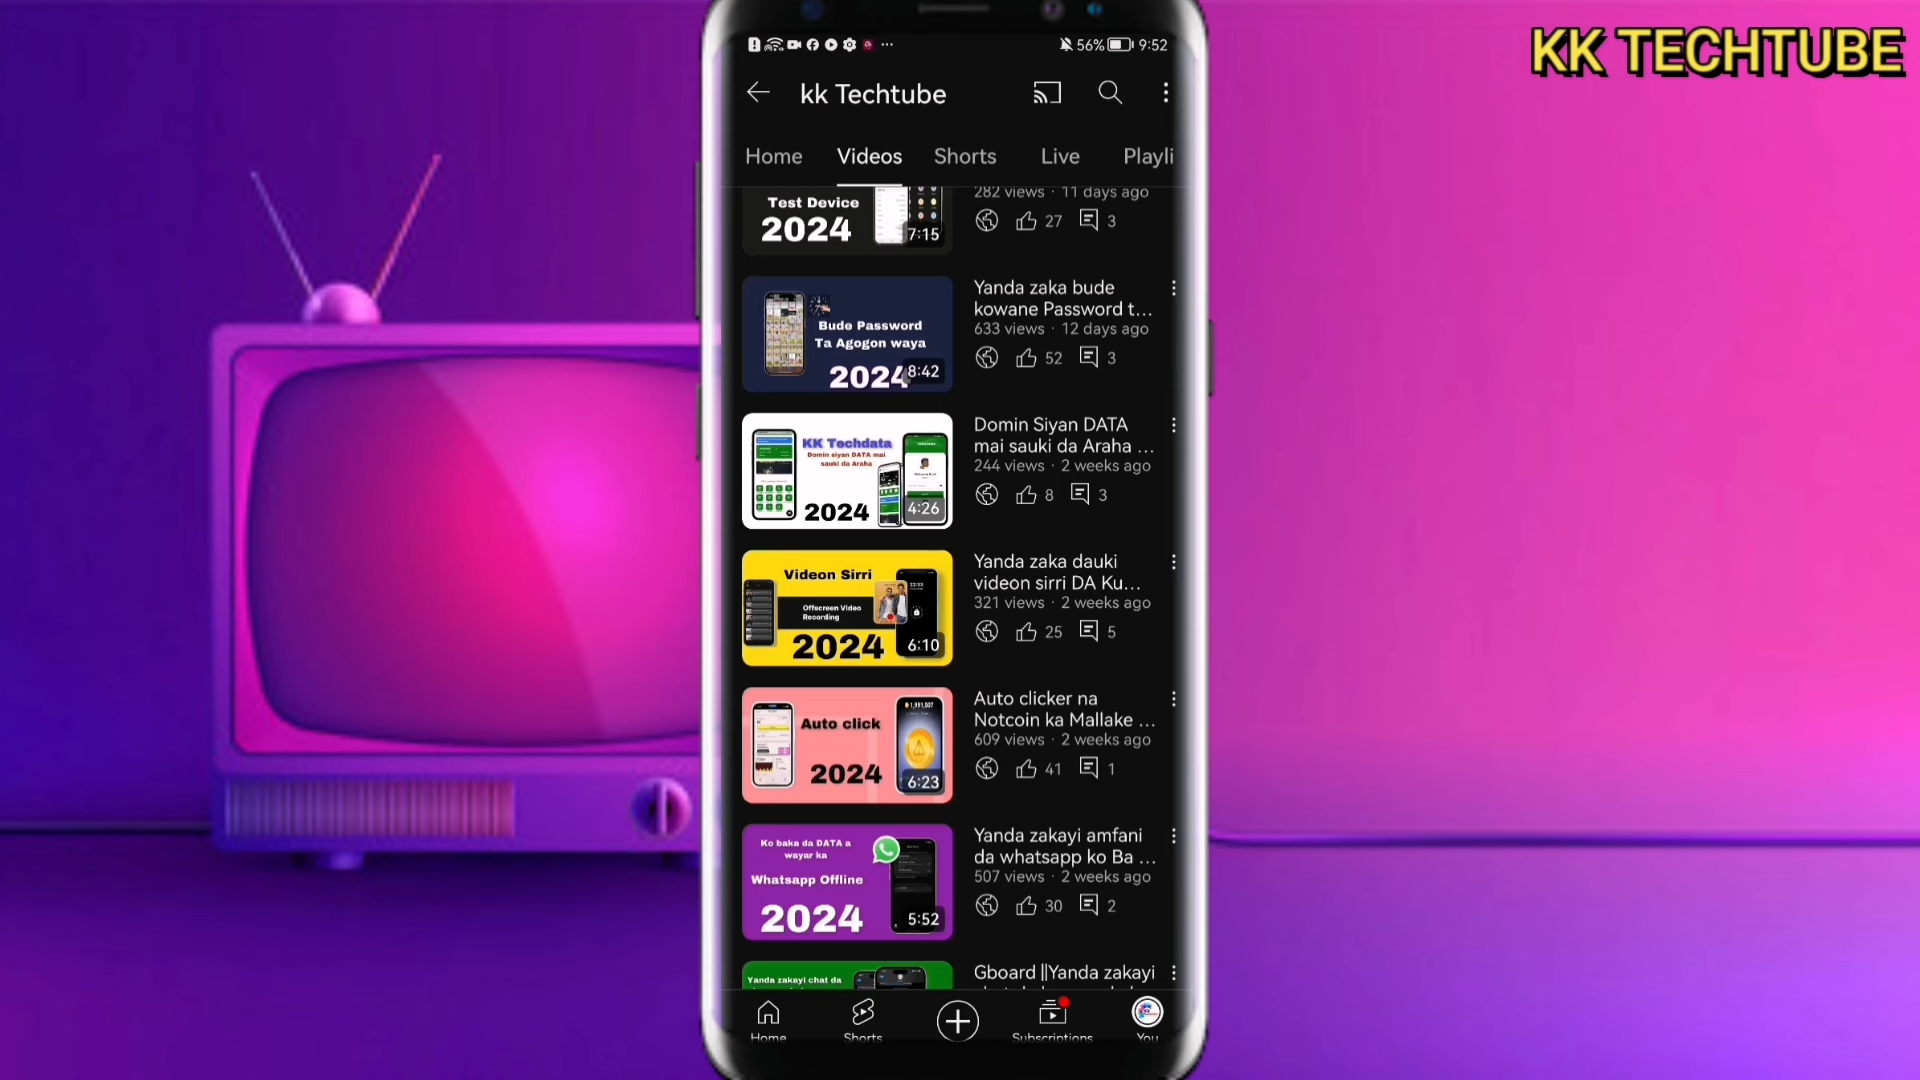 KK TECHTUBE
56% 9:52
kk Techtube
Home Videos Shorts Live Playli
Test Device
2024
7:15
282 views · 11 days ago
27 3
Bude Password
Ta Agogon waya
2024
8:42
Yanda zaka bude
kowane Password t...
633 views · 12 days ago
52 3
KK Techdata
Domin siyan DATA mai
sauki da Araha
2024
4:26
Domin Siyan DATA
mai sauki da Araha ...
244 views · 2 weeks ago
8 3
Videon Sirri
Offscreen Video
Recording
2024
6:10
Yanda zaka dauki
videon sirri DA Ku...
321 views · 2 weeks ago
25 5
Auto click
2024
1,991,507
6:23
Auto clicker na
Notcoin ka Mallake ...
609 views · 2 weeks ago
41 1
Ko baka da DATA a
wayar ka
Whatsapp Offline
2024
5:52
Yanda zakayi amfani
da whatsapp ko Ba ...
507 views · 2 weeks ago
30 2
Yanda zakayi chat da
Gboard ||Yanda zakayi
Home Shorts Subscriptions You